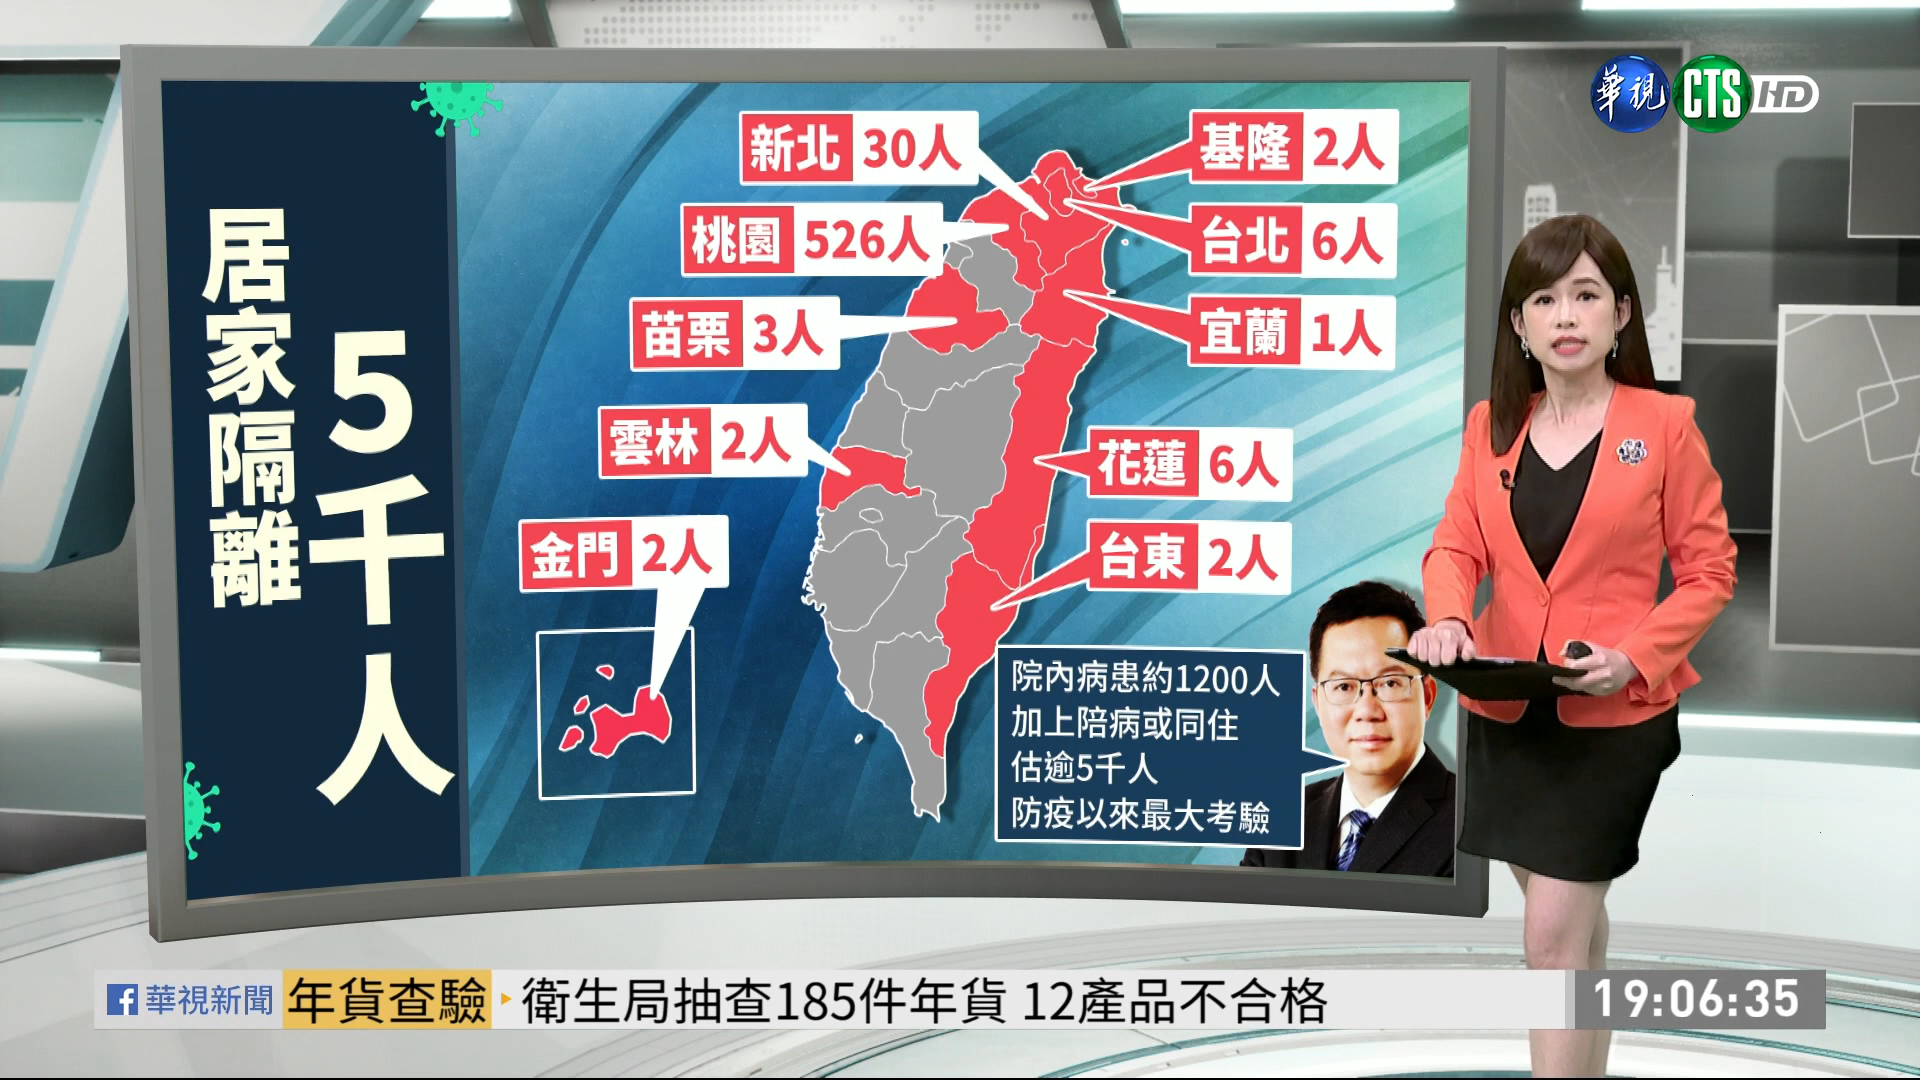 華視 CTS HD
居家隔離
5千人
新北 30人
基隆 2人
桃園 526人
台北 6人
苗栗 3人
宜蘭 1人
雲林 2人
花蓮 6人
金門 2人
台東 2人
院內病患約1200人
加上陪病或同住
估逾5千人
防疫以來最大考驗
華視新聞 年貨查驗 衛生局抽查185件年貨 12產品不合格 19:06:35